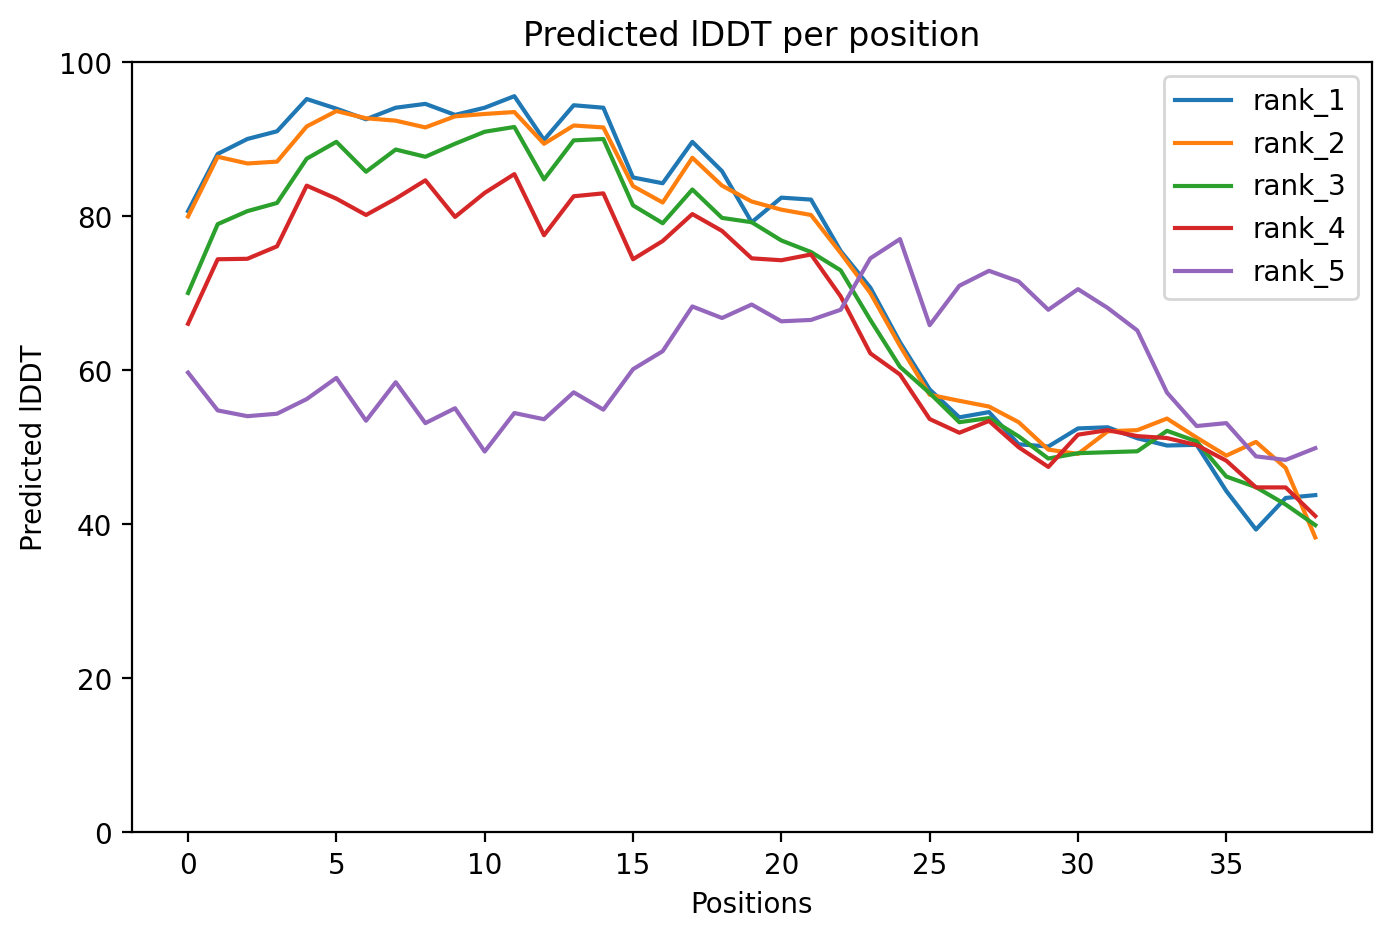 Predicted lDDT per position
100
80
60
40
20
0
Predicted lDDT
0 5 10 15 20 25 30 35
Positions
rank_1
rank_2
rank_3
rank_4
rank_5